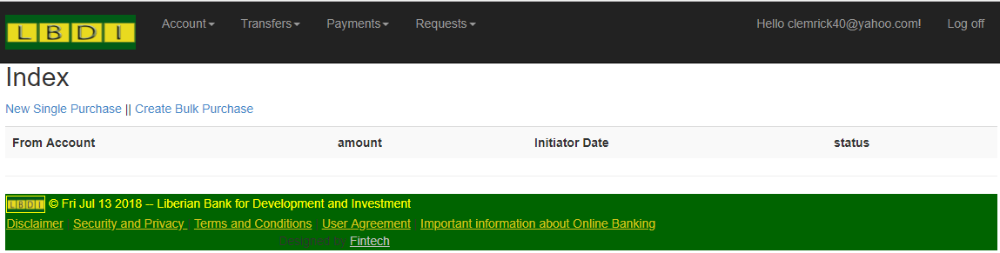 LBDI Account Transfers Payments Requests Hello clemrick40@yahoo.com! Log off
Index
New Single Purchase || Create Bulk Purchase
From Account amount Initiator Date status
LBDI © Fri Jul 13 2018 -- Liberian Bank for Development and Investment
Disclaimer | Security and Privacy | Terms and Conditions | User Agreement | Important information about Online Banking
Designed by Fintech